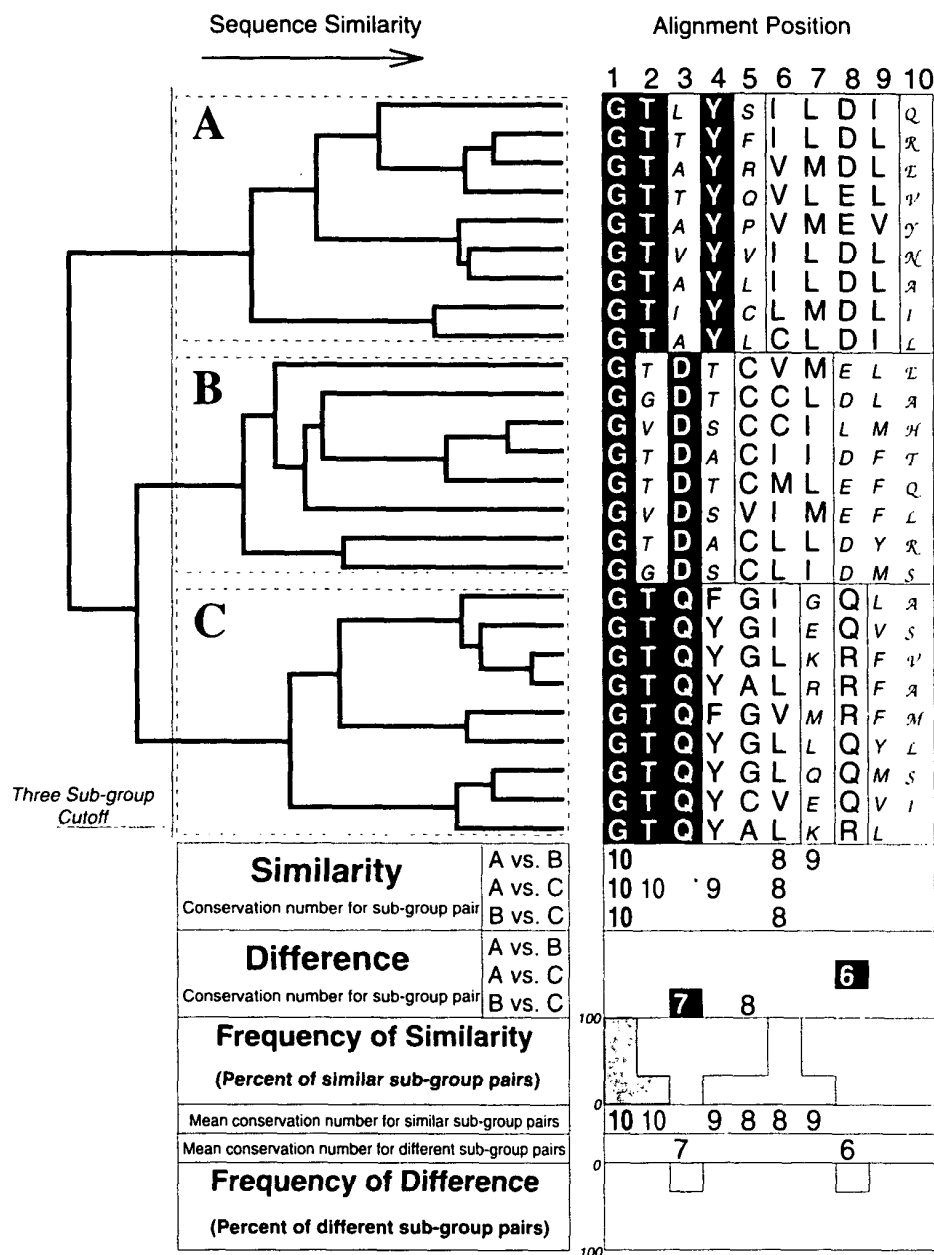 Sequence Similarity
Alignment Position
1 2 3 4 5 6 7 8 9 10
A
G T L Y S I L D I Q
G T T Y F I L D L R
G T A Y R V M D L E
G T T Y Q V L E L V
G T A Y P V M E V Y
G T V Y V I L D L N
G T A Y L I L D L A
G T I Y C L M D L I
G T A Y L C L D I L
B
G T D T C V M E L E
G G D T C C L D L A
G V D S C C I L M H
G T D A C I I D F T
G T D T C M L E F Q
G V D S V I M E F L
G T D A C L L D Y R
G G D S C L I D M S
C
G T Q F G I G Q L A
G T Q Y G I E Q V S
G T Q Y G L K R F V
G T Q Y A L R R F A
G T Q F G V M R F M
G T Q Y G L L Q Y L
G T Q Y G L Q Q M S
G T Q Y C V E Q V I
G T Q Y A L K R L
Three Sub-group
Cutoff
Similarity
Conservation number for sub-group pair
A vs. B
A vs. C
B vs. C
10 8 9
10 10 9 8
10 8
Difference
Conservation number for sub-group pair
A vs. B
A vs. C
B vs. C
6
7 8
Frequency of Similarity
(Percent of similar sub-group pairs)
100
0
Mean conservation number for similar sub-group pairs
10 10 9 8 8 9
Mean conservation number for different sub-group pairs
7 6
Frequency of Difference
(Percent of different sub-group pairs)
0
100